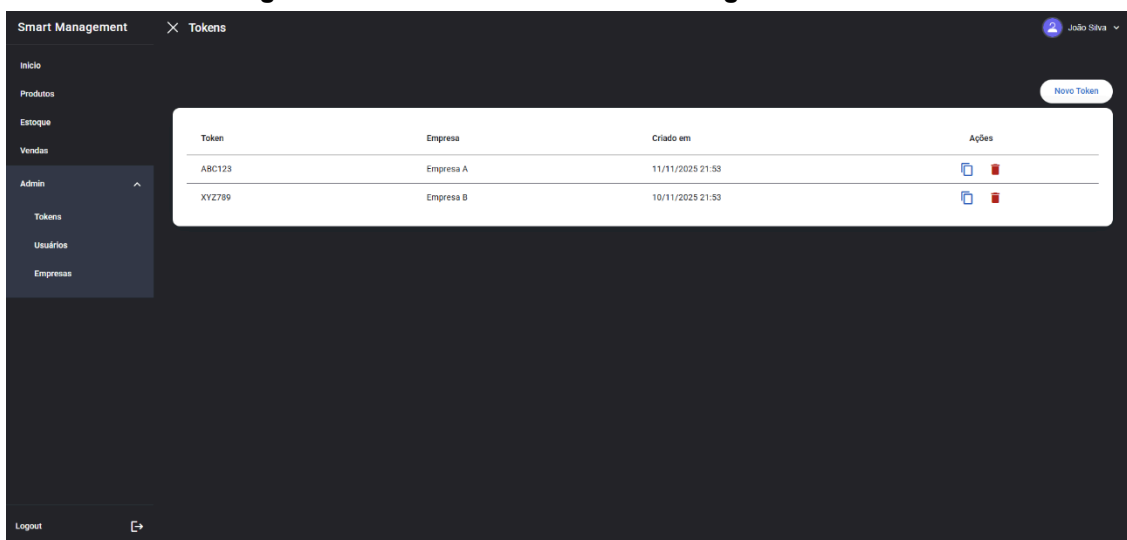 Smart Management
Tokens
João Silva
Inicio
Produtos
Estoque
Vendas
Admin
Tokens
Usuários
Empresas
Logout
Novo Token
Token Empresa Criado em Ações
ABC123 Empresa A 11/11/2025 21:53
XYZ789 Empresa B 10/11/2025 21:53